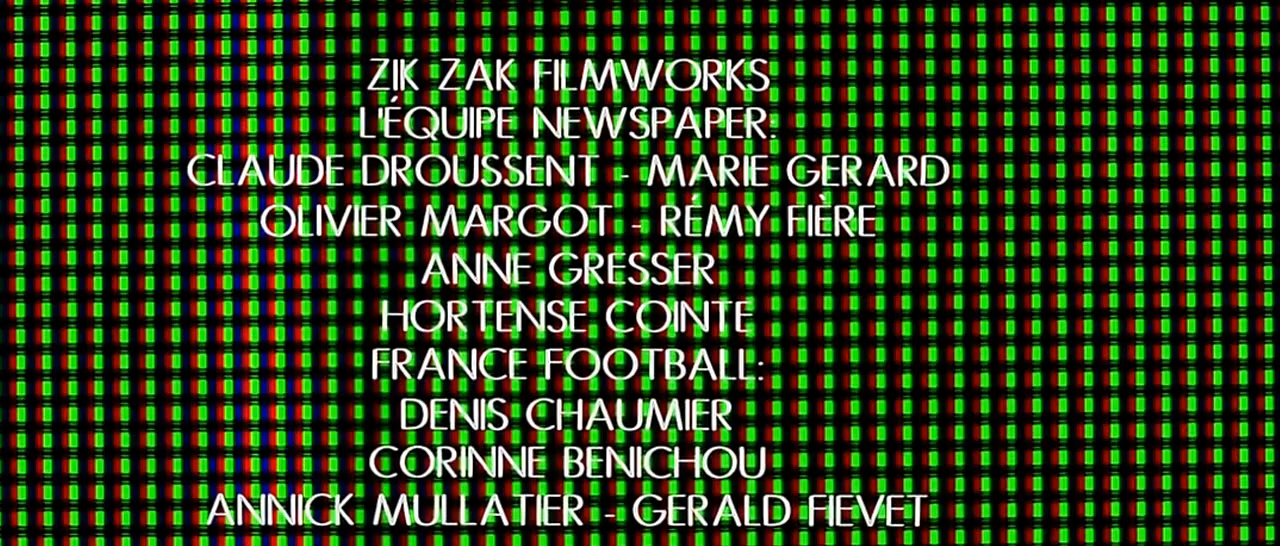 ZIK ZAK FILMWORKS
L'ÉQUIPE NEWSPAPER:
CLAUDE DROUSSENT - MARIE GERARD
OLIVIER MARGOT - RÉMY FIÈRE
ANNE GRESSER
HORTENSE COINTE
FRANCE FOOTBALL:
DENIS CHAUMIER
CORINNE BENICHOU
ANNICK MULLATIER - GERALD FIEVET